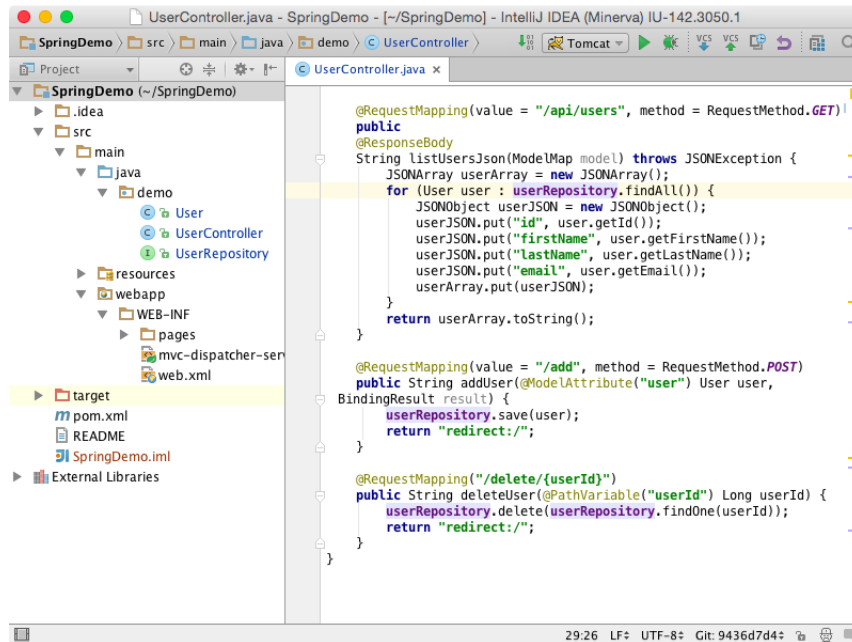 UserController.java - SpringDemo - [~/SpringDemo] - IntelliJ IDEA (Minerva) IU-142.3050.1
SpringDemo src main java demo UserController Tomcat VCS VCS
Project
UserController.java
SpringDemo (~/SpringDemo)
.idea
src
main
java
demo
User
UserController
UserRepository
resources
webapp
WEB-INF
pages
mvc-dispatcher-serv
web.xml
target
pom.xml
README
SpringDemo.iml
External Libraries
@RequestMapping(value = "/api/users", method = RequestMethod.GET)
public
@ResponseBody
String listUsersJson(ModelMap model) throws JSONException {
JSONArray userArray = new JSONArray();
for (User user : userRepository.findAll()) {
JSONObject userJSON = new JSONObject();
userJSON.put("id", user.getId());
userJSON.put("firstName", user.getFirstName());
userJSON.put("lastName", user.getLastName());
userJSON.put("email", user.getEmail());
userArray.put(userJSON);
}
return userArray.toString();
}
@RequestMapping(value = "/add", method = RequestMethod.POST)
public String addUser(@ModelAttribute("user") User user,
BindingResult result) {
userRepository.save(user);
return "redirect:/";
}
@RequestMapping("/delete/{userId}")
public String deleteUser(@PathVariable("userId") Long userId) {
userRepository.delete(userRepository.findOne(userId));
return "redirect:/";
}
}
29:26 LF UTF-8 Git: 9436d7d4